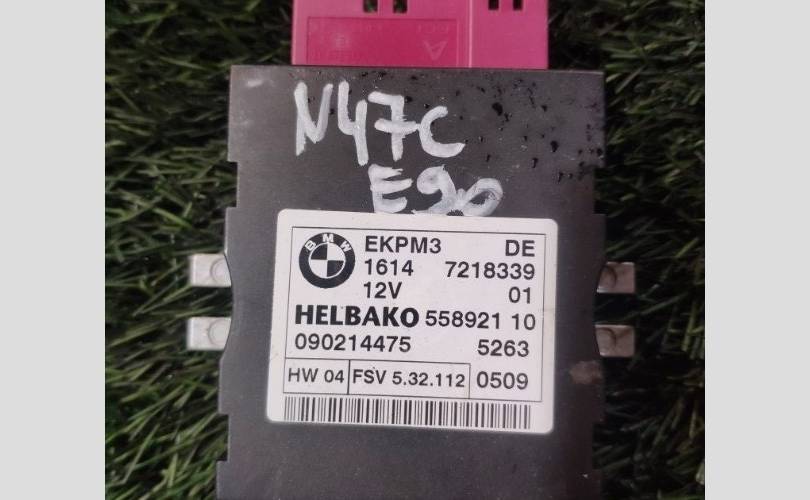 N47C
E90
BMW
EKPM3 DE
1614 7218339
12V 01
HELBAKO 558921 10
090214475 5263
HW 04 FSV 5.32.112 0509